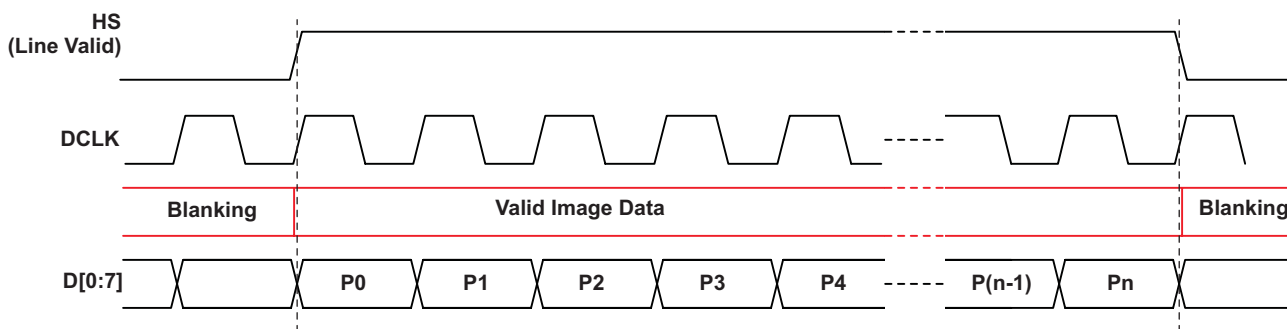 HS
(Line Valid)
DCLK
Blanking
Valid Image Data
Blanking
D[0:7]
P0
P1
P2
P3
P4
P(n-1)
Pn